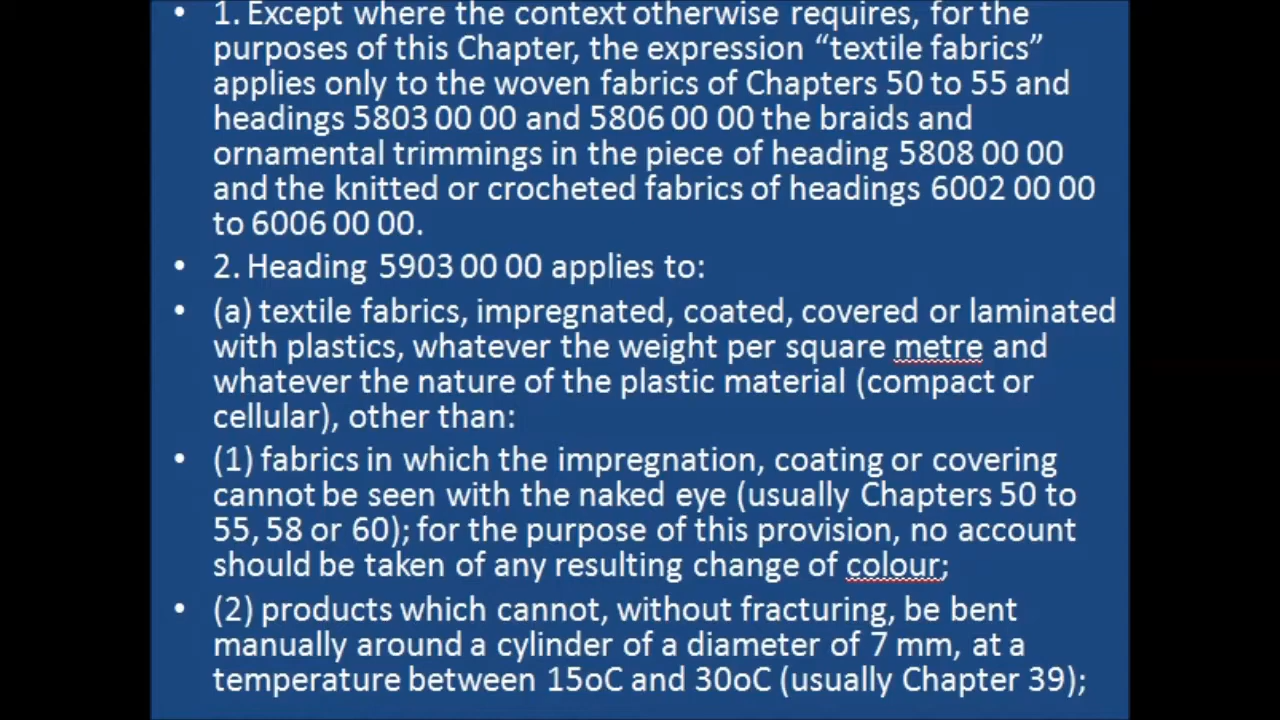 • 1. Except where the context otherwise requires, for the
purposes of this Chapter, the expression “textile fabrics”
applies only to the woven fabrics of Chapters 50 to 55 and
headings 5803 00 00 and 5806 00 00 the braids and
ornamental trimmings in the piece of heading 5808 00 00
and the knitted or crocheted fabrics of headings 6002 00 00
to 6006 00 00.
• 2. Heading 5903 00 00 applies to:
• (a) textile fabrics, impregnated, coated, covered or laminated
with plastics, whatever the weight per square metre and
whatever the nature of the plastic material (compact or
cellular), other than:
• (1) fabrics in which the impregnation, coating or covering
cannot be seen with the naked eye (usually Chapters 50 to
55, 58 or 60); for the purpose of this provision, no account
should be taken of any resulting change of colour;
• (2) products which cannot, without fracturing, be bent
manually around a cylinder of a diameter of 7 mm, at a
temperature between 15oC and 30oC (usually Chapter 39);